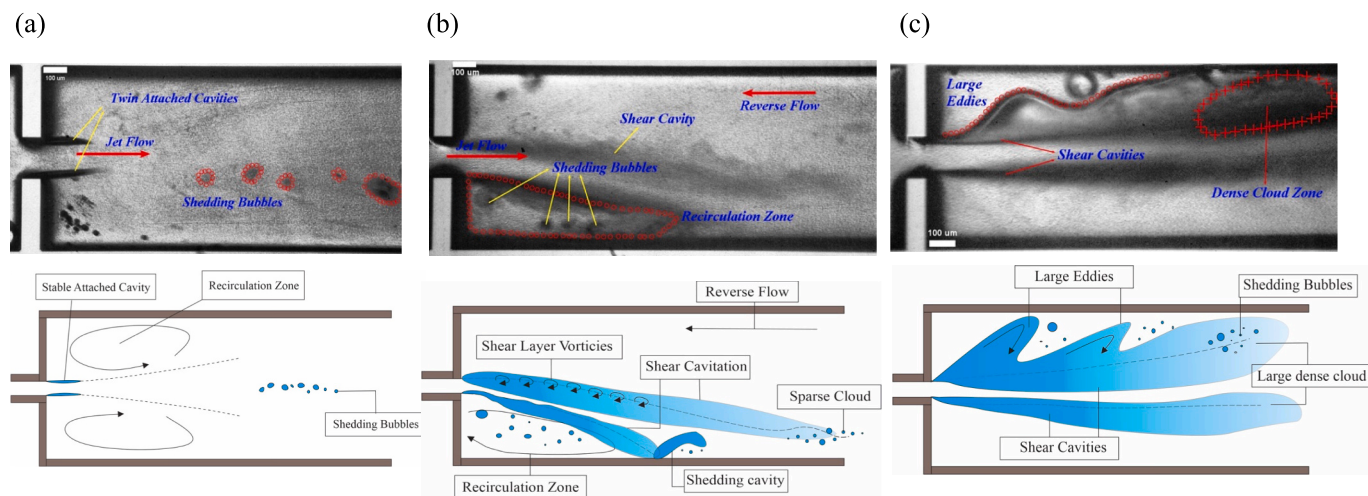 (a)
(b)
(c)
100 um
Twin Attached Cavities
Jet Flow
Shedding Bubbles
100 um
Reverse Flow
Shear Cavity
Jet Flow
Shedding Bubbles
Recirculation Zone
Large
Eddies
Shear Cavities
Dense Cloud Zone
100 um
Stable Attached Cavity
Recirculation Zone
Shedding Bubbles
Reverse Flow
Shear Layer Vorticies
Shear Cavitation
Sparse Cloud
Recirculation Zone
Shedding cavity
Large Eddies
Shedding Bubbles
Large dense cloud
Shear Cavities